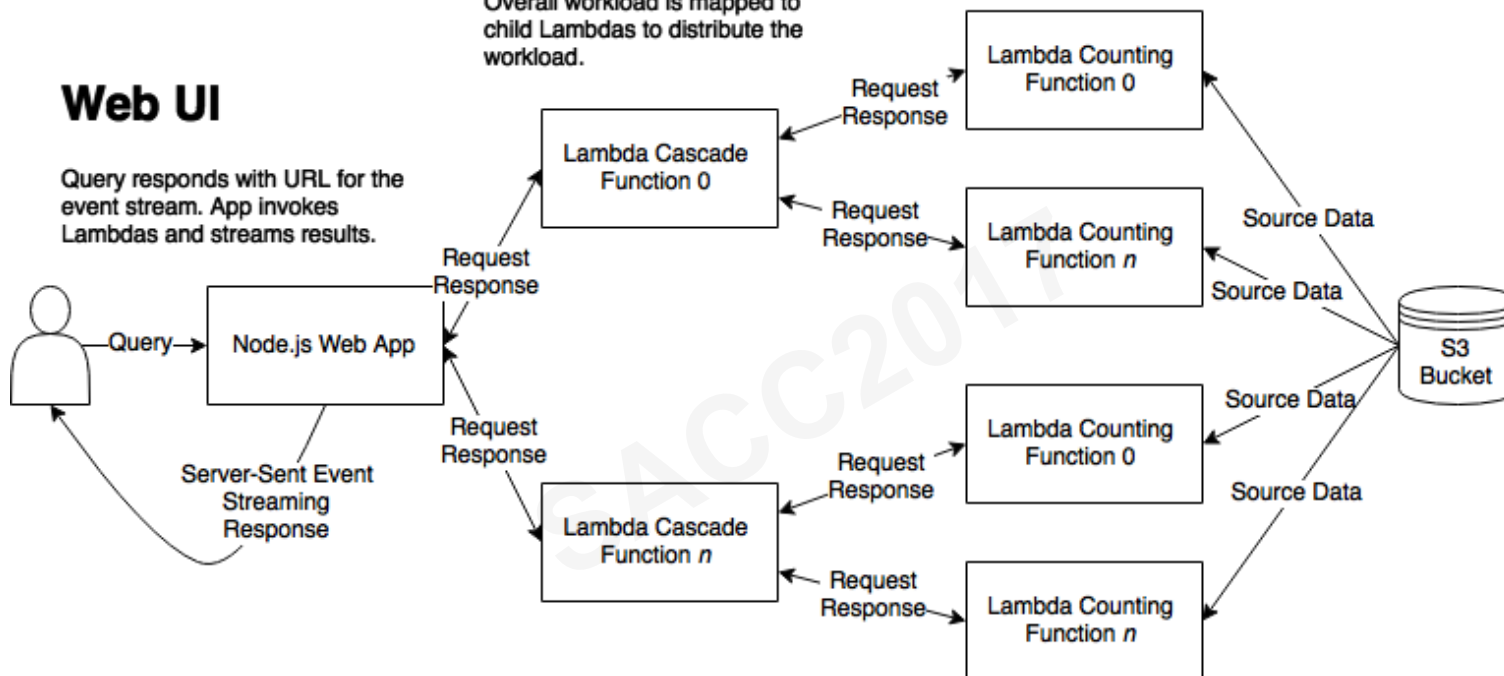 Overall workload is mapped to
child Lambdas to distribute the
workload.
Web UI
Query responds with URL for the
event stream. App invokes
Lambdas and streams results.
Query
Node.js Web App
Server-Sent Event
Streaming
Response
Request
Response
Request
Response
Lambda Cascade
Function 0
Lambda Cascade
Function n
Request
Response
Request
Response
Request
Response
Request
Response
Lambda Counting
Function 0
Lambda Counting
Function n
Lambda Counting
Function 0
Lambda Counting
Function n
Source Data
Source Data
Source Data
Source Data
S3
Bucket
SACC2017